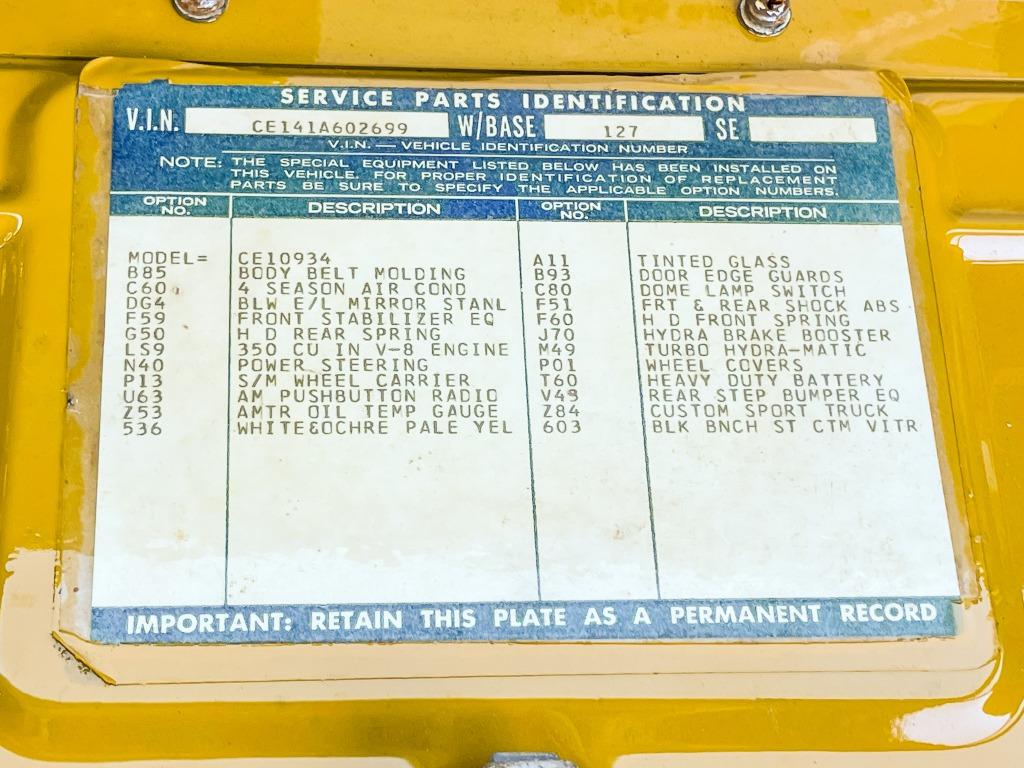 SERVICE PARTS IDENTIFICATION
V.I.N. CE141A602699 W/BASE 127 SE
V.I.N. — VEHICLE IDENTIFICATION NUMBER
NOTE: THE SPECIAL EQUIPMENT LISTED BELOW HAS BEEN INSTALLED ON
THIS VEHICLE. FOR PROPER IDENTIFICATION OF REPLACEMENT
PARTS BE SURE TO SPECIFY THE APPLICABLE OPTION NUMBERS.
OPTION NO. DESCRIPTION OPTION NO. DESCRIPTION
MODEL= CE10934 A11 TINTED GLASS
B85 BODY BELT MOLDING B93 DOOR EDGE GUARDS
C60 4 SEASON AIR COND C80 DOME LAMP SWITCH
DG4 BLW E/L MIRROR STANL F51 FRT & REAR SHOCK ABS
F59 FRONT STABILIZER EQ F60 H D FRONT SPRING
G50 H D REAR SPRING J70 HYDRA BRAKE BOOSTER
LS9 350 CU IN V-8 ENGINE M49 TURBO HYDRA-MATIC
N40 POWER STEERING P01 WHEEL COVERS
P13 S/M WHEEL CARRIER T60 HEAVY DUTY BATTERY
U63 AM PUSHBUTTON RADIO V43 REAR STEP BUMPER EQ
Z53 AMTR OIL TEMP GAUGE Z84 CUSTOM SPORT TRUCK
536 WHITE&OCHRE PALE YEL 603 BLK BNCH ST CTM VITR
IMPORTANT: RETAIN THIS PLATE AS A PERMANENT RECORD